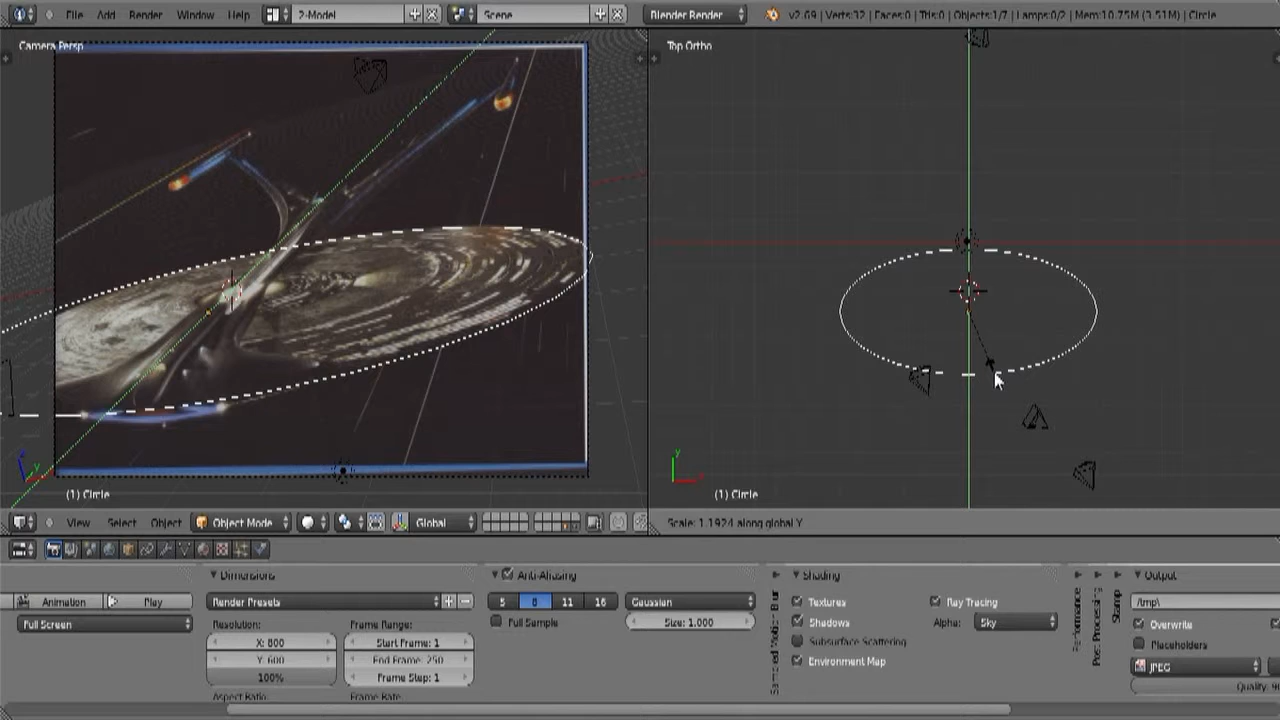 File Add Render Window Help 2-Model Scene Blender Render v2.69 | Verts:32 | Faces:0 | Tris:0 | Objects:1/7 | Lamps:0/2 | Mem:10.75M (3.51M) | Circle
Camera Persp
Top Ortho
(1) Circle
(1) Circle
View Select Object Object Mode Global
Scale: 1.1924 along global Y
Dimensions
Anti-Aliasing
Shading
Output
Animation Play
Render Presets
5 8 11 16
Gaussian
Textures
Ray Tracing
/tmp\
Full Screen
Resolution:
Frame Range:
Full Sample
Size: 1.000
Shadows
Alpha: Sky
Overwrite
X: 800
Start Frame: 1
Subsurface Scattering
Placeholders
Y: 600
End Frame: 250
Environment Map
JPEG
100%
Frame Step: 1
Quality: 9
Aspect Ratio:
Frame Rate:
Sampled Motion Blur
Performance
Post Processing
Stamp